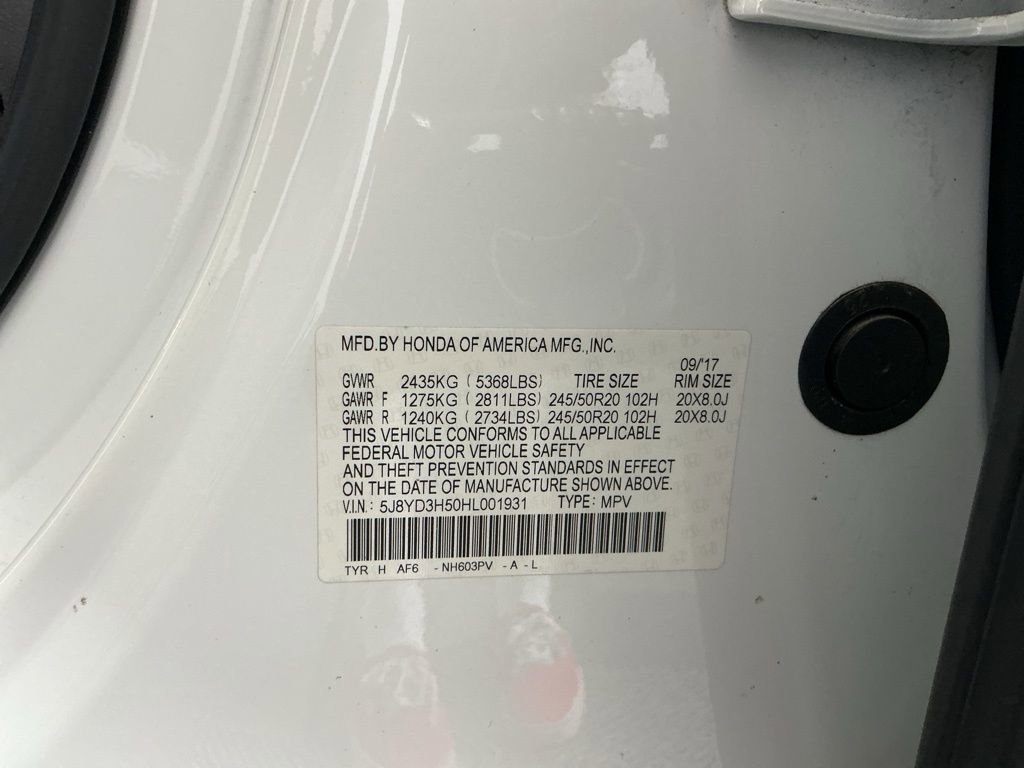 MFD.BY HONDA OF AMERICA MFG.,INC.
09/'17
GVWR 2435KG ( 5368LBS) TIRE SIZE RIM SIZE
GAWR F 1275KG ( 2811LBS) 245/50R20 102H 20X8.0J
GAWR R 1240KG ( 2734LBS) 245/50R20 102H 20X8.0J
THIS VEHICLE CONFORMS TO ALL APPLICABLE
FEDERAL MOTOR VEHICLE SAFETY
AND THEFT PREVENTION STANDARDS IN EFFECT
ON THE DATE OF MANUFACTURE SHOWN ABOVE.
V.I.N.: 5J8YD3H50HL001931 TYPE: MPV
TYR H AF6 -NH603PV -A -L